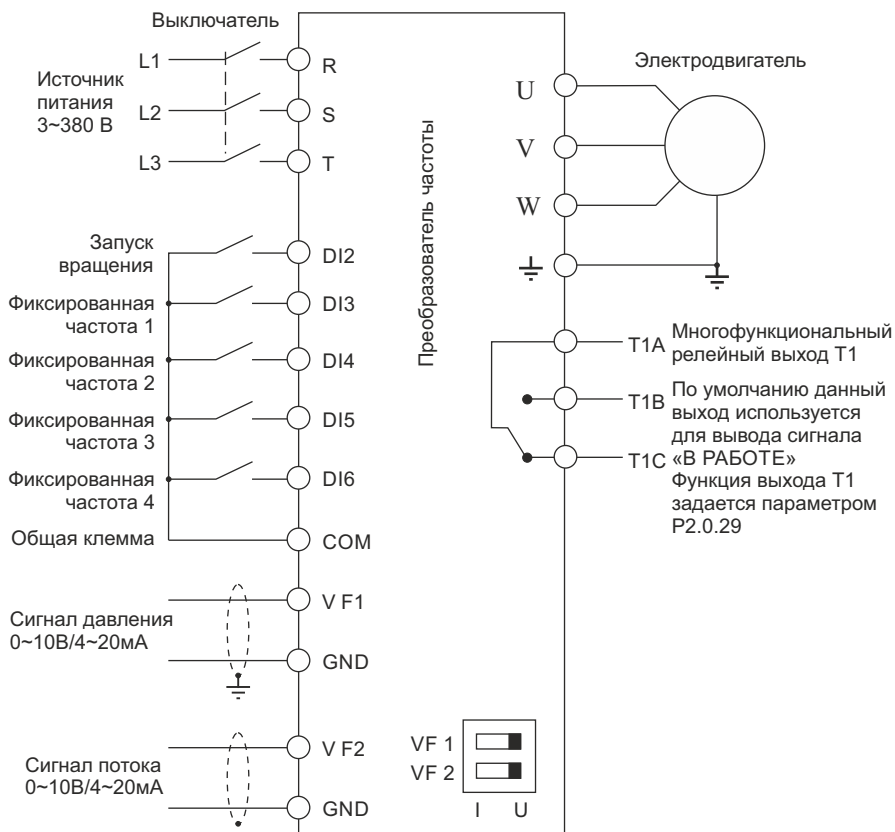 Выключатель
L1
R
Источник
питания
3~380 В
L2
S
L3
T
Электродвигатель
U
V
W
Преобразователь частоты
Запуск
вращения
DI2
Фиксированная
частота 1
DI3
Фиксированная
частота 2
DI4
Фиксированная
частота 3
DI5
Фиксированная
частота 4
DI6
Общая клемма
COM
T1A
Многофункциональный
релейный выход T1
T1B
По умолчанию данный
выход используется
для вывода сигнала
«В РАБОТЕ»
T1C
Функция выхода T1
задается параметром
P2.0.29
Сигнал давления
0~10В/4~20мА
V F1
GND
Сигнал потока
0~10В/4~20мА
V F2
GND
VF 1
VF 2
I U